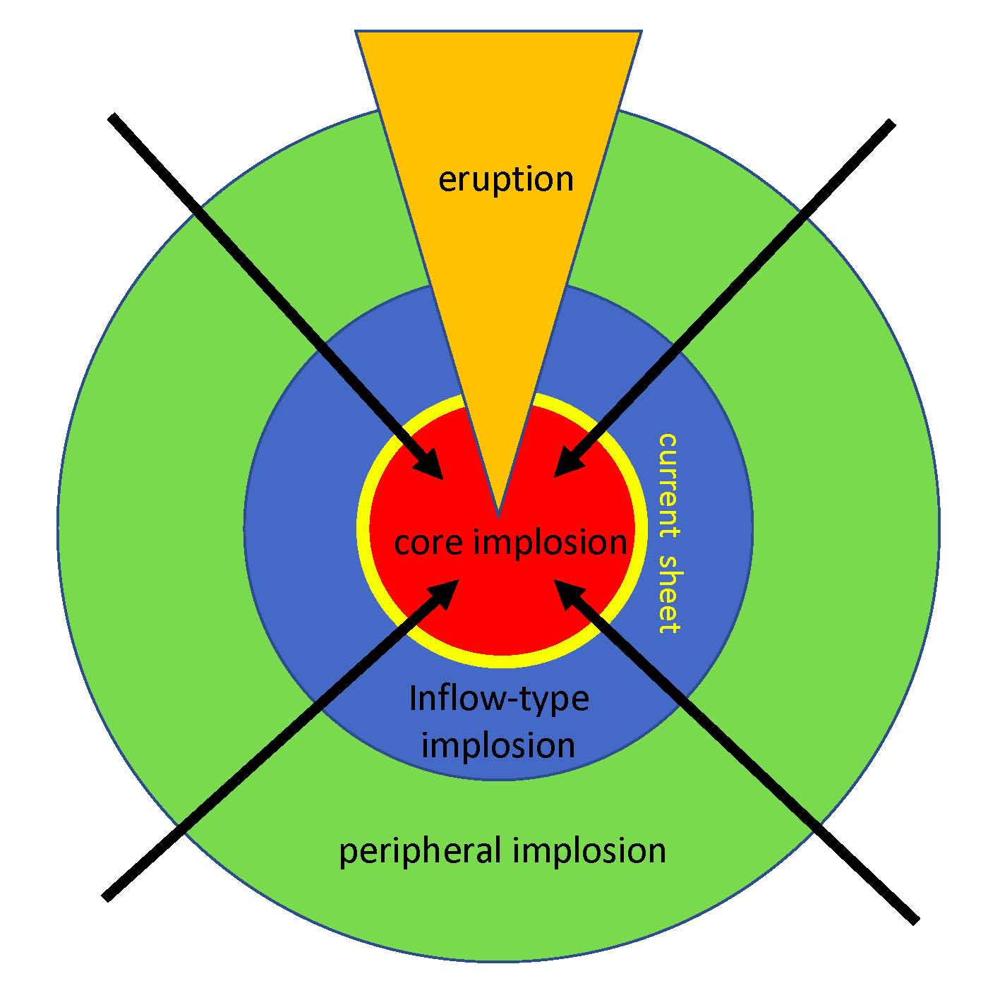 eruption
current sheet
core implosion
Inflow-type
implosion
peripheral implosion